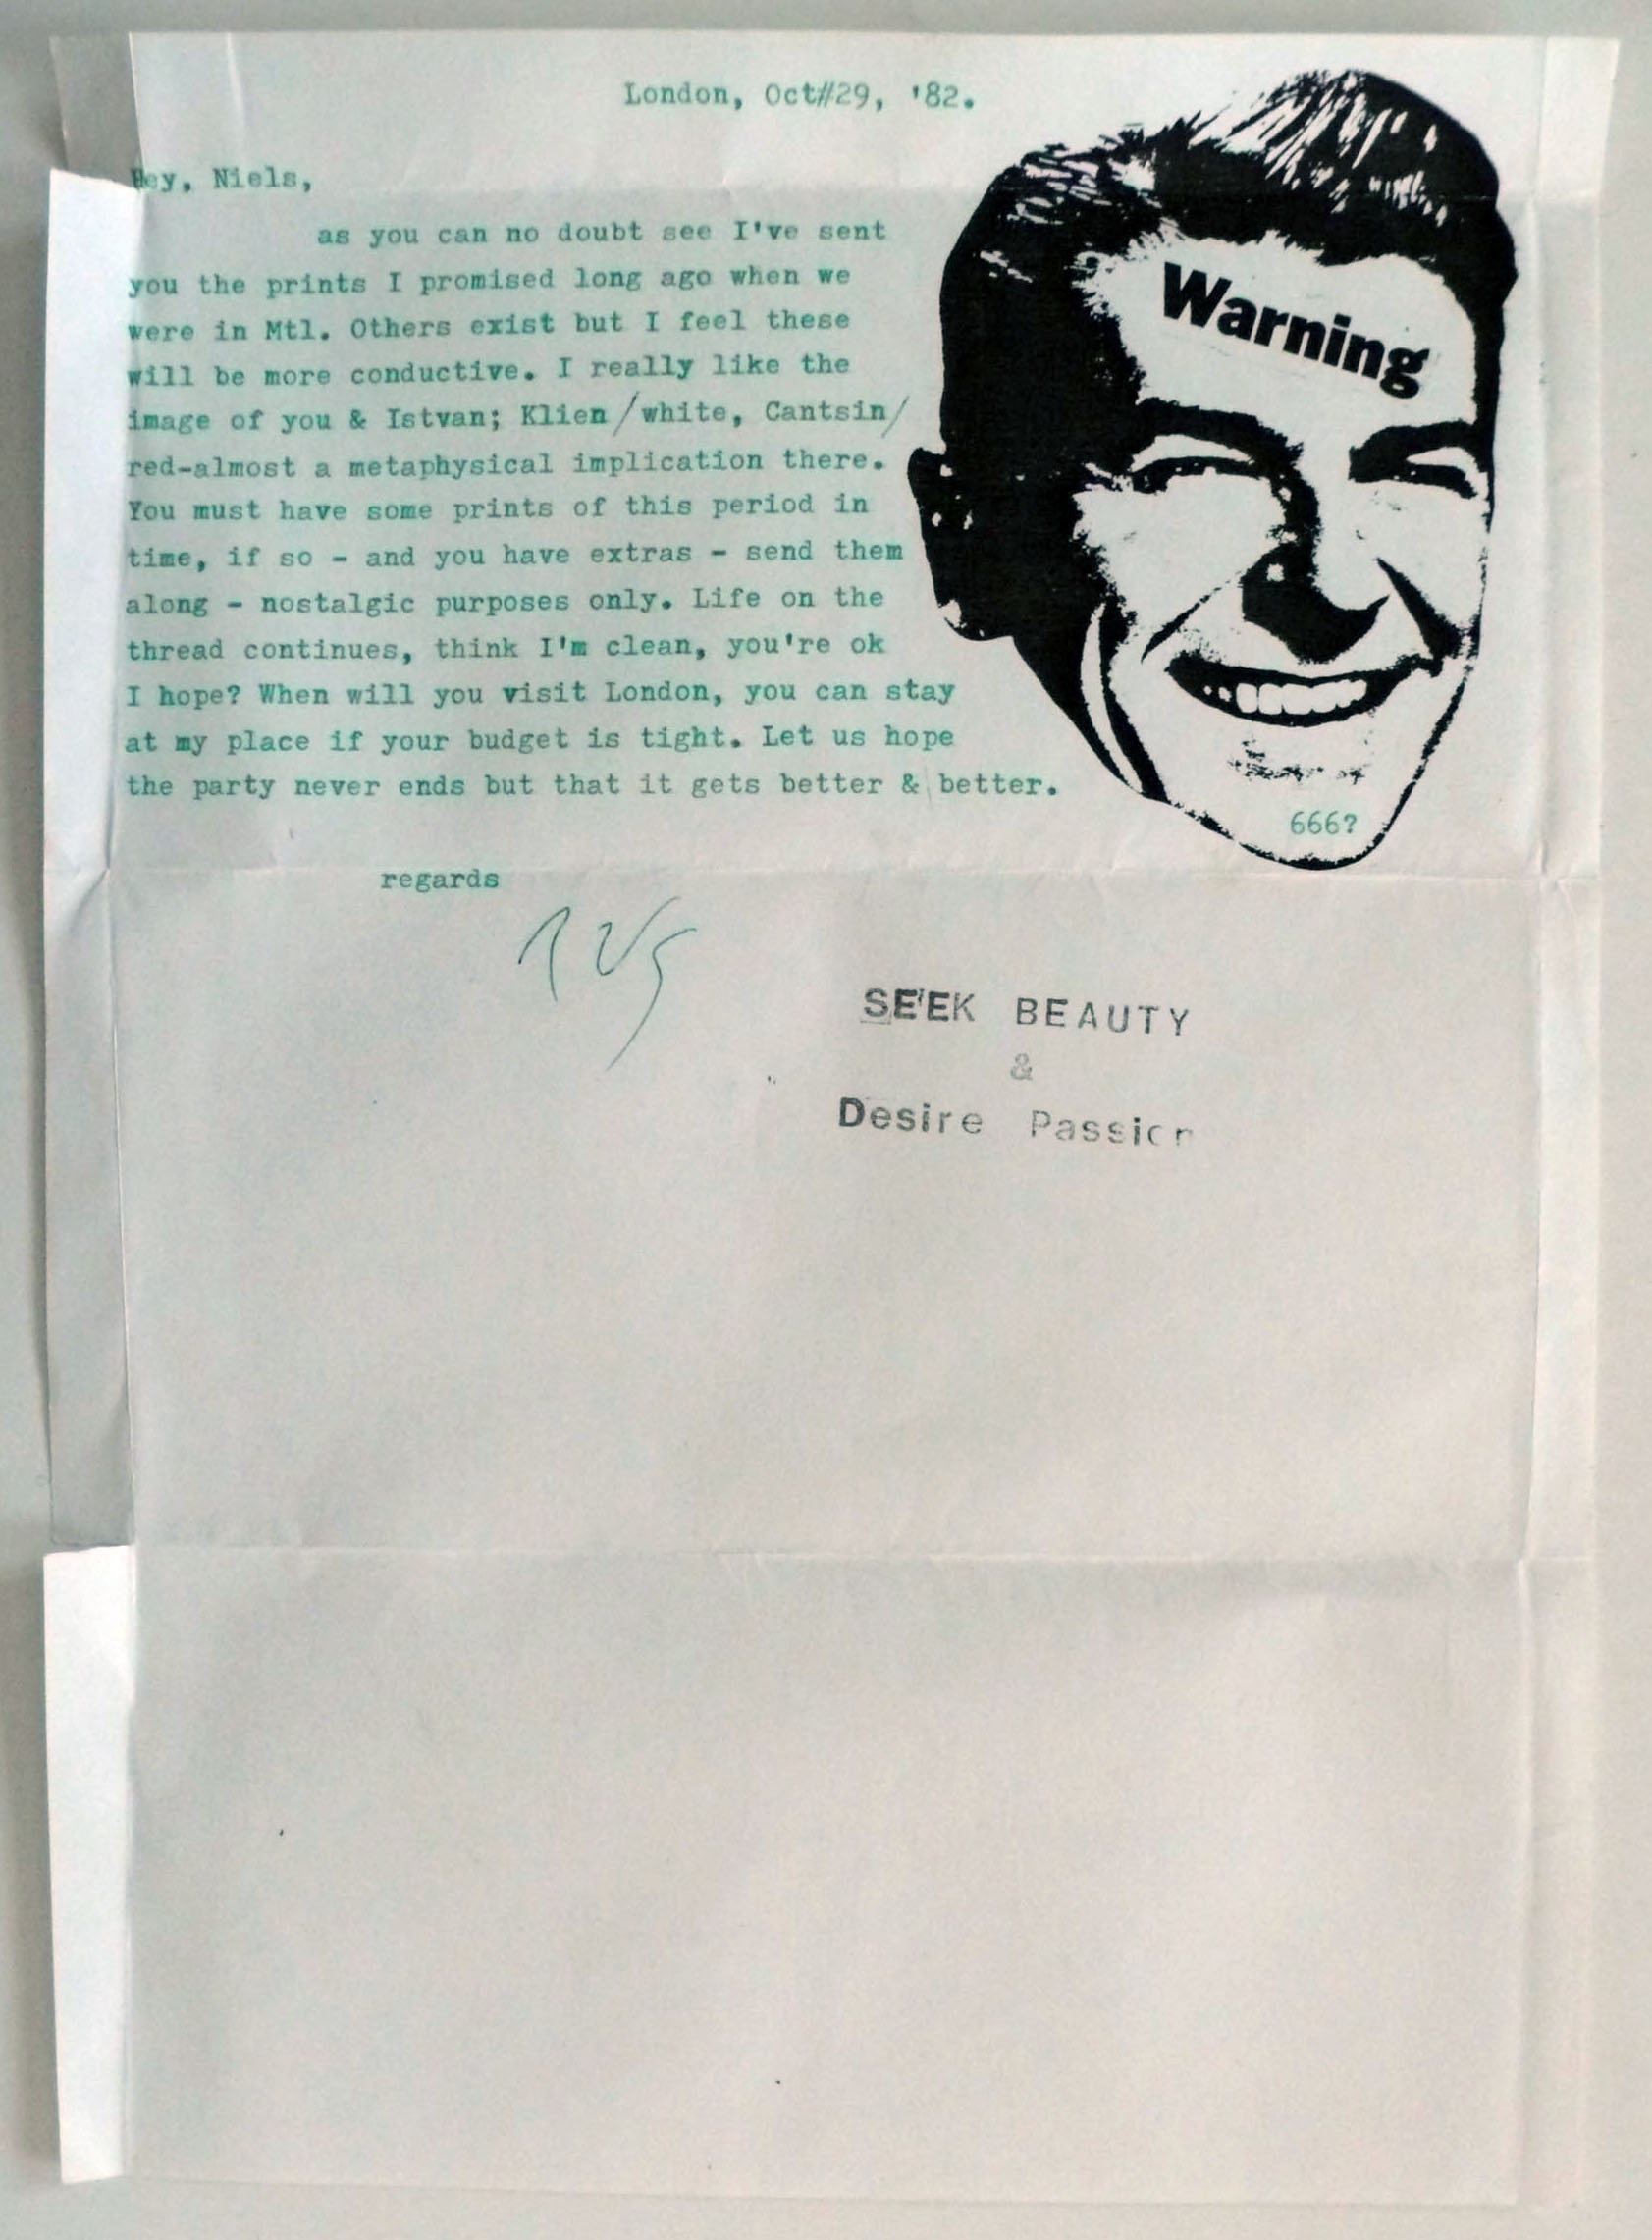 London, Oct#29, '82.
Hey, Niels,
as you can no doubt see I've sent
you the prints I promised long ago when we
were in Mtl. Others exist but I feel these
will be more conductive. I really like the
image of you & Istvan; Klien/white, Cantsin/
red-almost a metaphysical implication there.
You must have some prints of this period in
time, if so - and you have extras - send them
along - nostalgic purposes only. Life on the
thread continues, think I'm clean, you're ok
I hope? When will you visit London, you can stay
at my place if your budget is tight. Let us hope
the party never ends but that it gets better & better.
Warning
666?
regards
SE'EK BEAUTY
&
Desire Passion